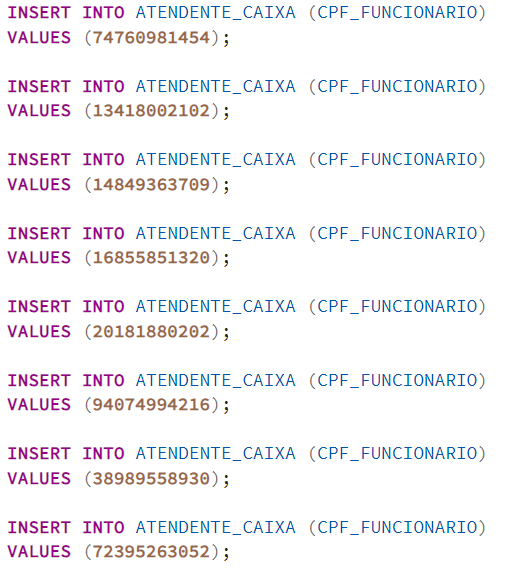 INSERT INTO ATENDENTE_CAIXA (CPF_FUNCIONARIO)
VALUES (74760981454);
INSERT INTO ATENDENTE_CAIXA (CPF_FUNCIONARIO)
VALUES (13418002102);
INSERT INTO ATENDENTE_CAIXA (CPF_FUNCIONARIO)
VALUES (14849363709);
INSERT INTO ATENDENTE_CAIXA (CPF_FUNCIONARIO)
VALUES (16855851320);
INSERT INTO ATENDENTE_CAIXA (CPF_FUNCIONARIO)
VALUES (20181880202);
INSERT INTO ATENDENTE_CAIXA (CPF_FUNCIONARIO)
VALUES (94074994216);
INSERT INTO ATENDENTE_CAIXA (CPF_FUNCIONARIO)
VALUES (38989558930);
INSERT INTO ATENDENTE_CAIXA (CPF_FUNCIONARIO)
VALUES (72395263052);